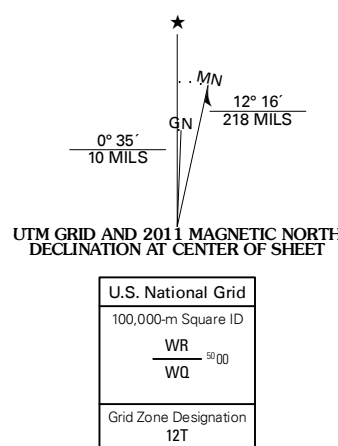 ★
MN
12° 16´
218 MILS
GN
0° 35´
10 MILS
UTM GRID AND 2011 MAGNETIC NORTH
DECLINATION AT CENTER OF SHEET
U.S. National Grid
100,000-m Square ID
WR
5000
WQ
Grid Zone Designation
12T